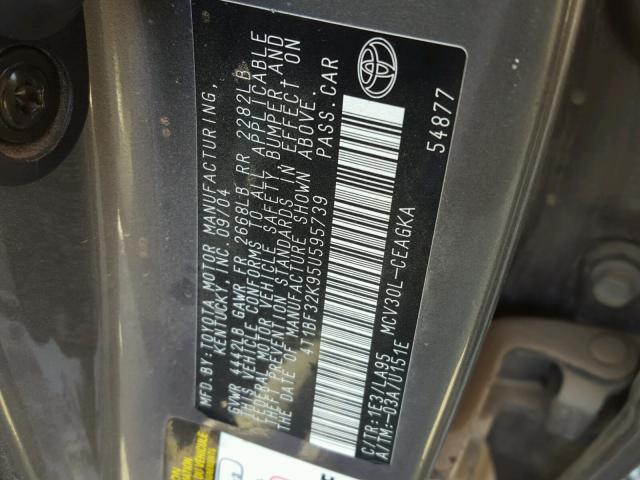 MFD.BY:TOYOTA MOTOR MANUFACTURING,
KENTUCKY, INC. 09/04
GVWR 4442LB GAWR FR 2668LB RR 2282LB
THIS VEHICLE CONFORMS TO ALL APPLICABLE
FEDERAL MOTOR VEHICLE SAFETY, BUMPER, AND
THEFT PREVENTION STANDARDS IN EFFECT ON
THE DATE OF MANUFACTURE SHOWN ABOVE.
4T1BF32K95U595739 PASS.CAR
C/TR:1E3/LA95 MCV30L-CEAGKA
A/TM:-03A/U151E 54877